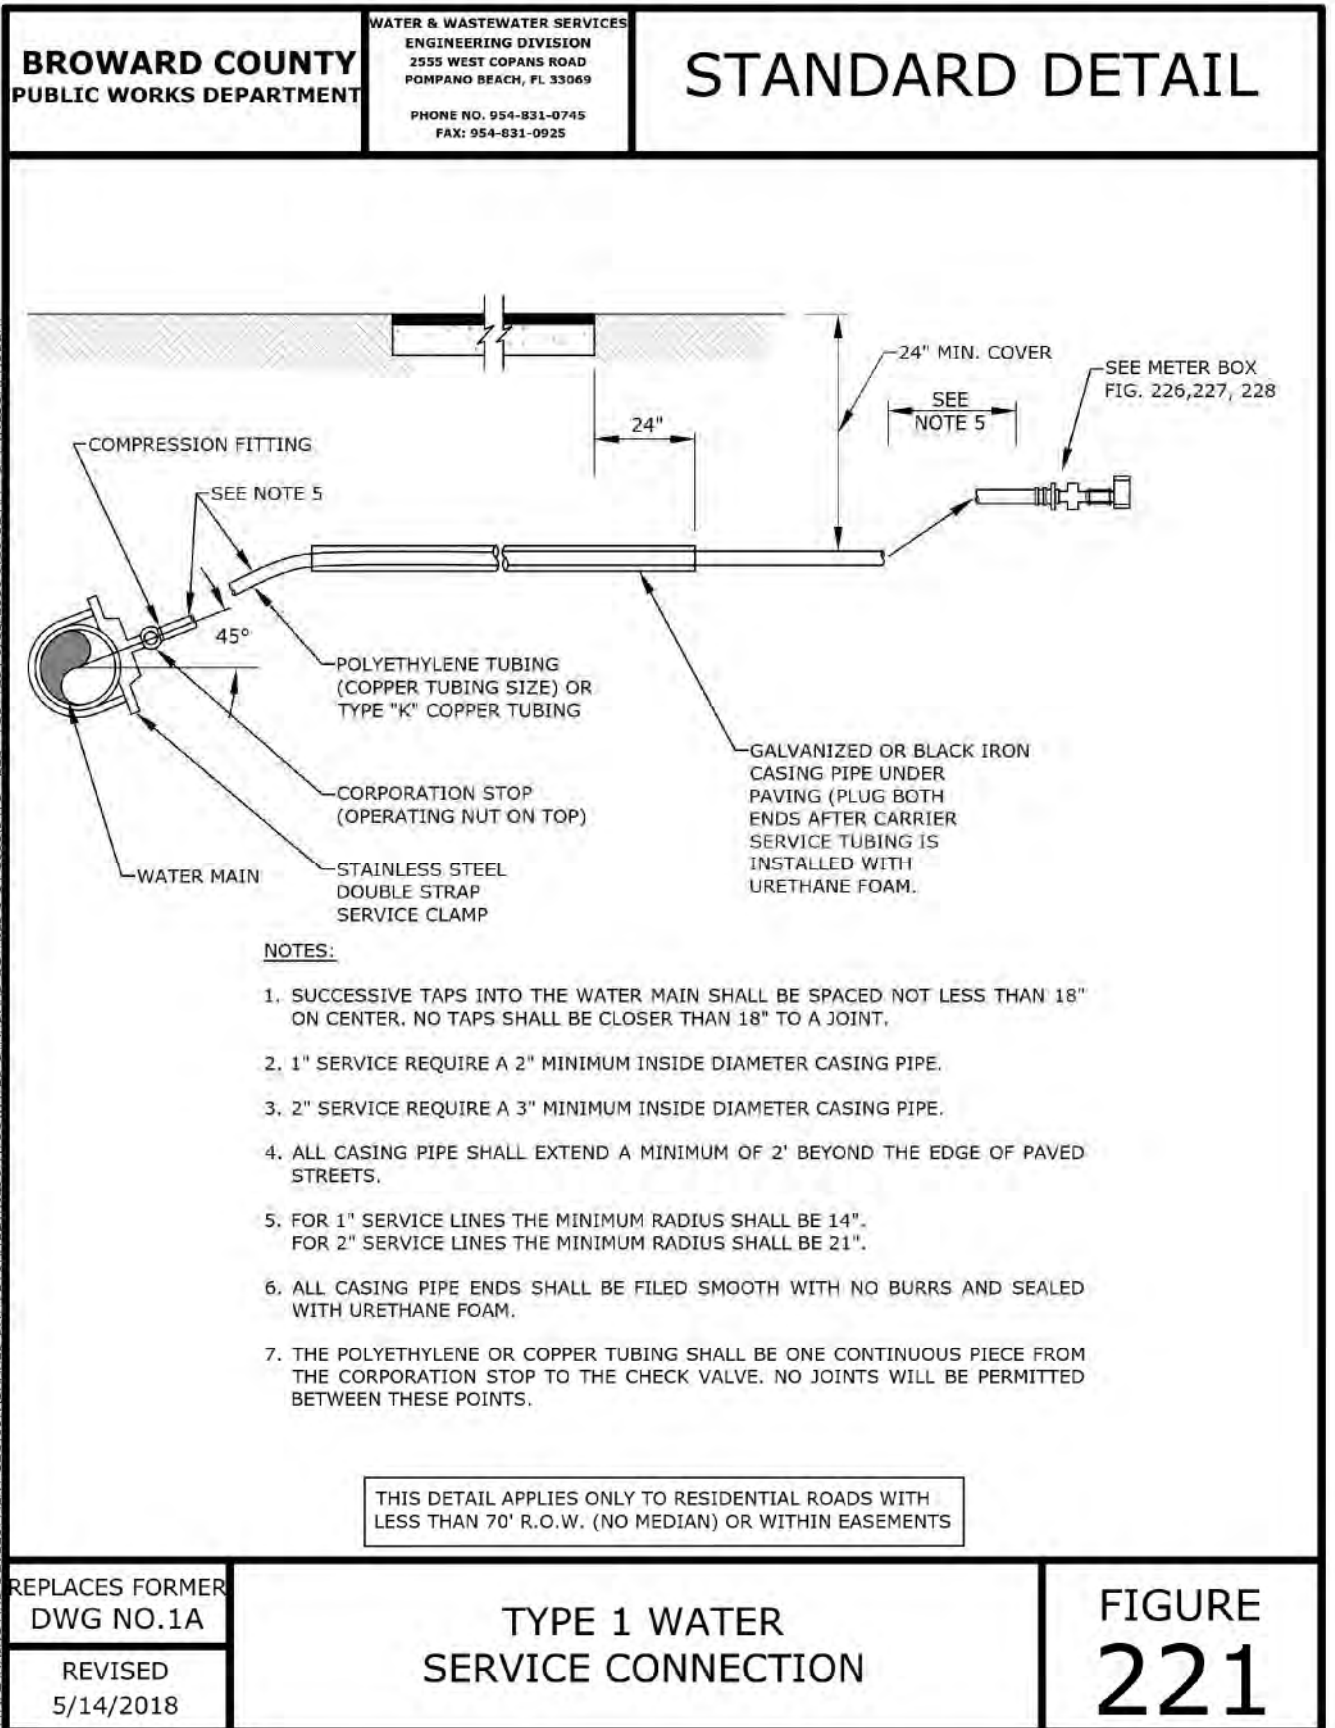 BROWARD COUNTY
PUBLIC WORKS DEPARTMENT
WATER & WASTEWATER SERVICES
ENGINEERING DIVISION
2555 WEST COPANS ROAD
POMPANO BEACH, FL 33069
PHONE NO. 954-831-0745
FAX: 954-831-0925
STANDARD DETAIL
24" MIN. COVER
SEE METER BOX
FIG. 226,227, 228
SEE
NOTE 5
24"
COMPRESSION FITTING
SEE NOTE 5
45°
POLYETHYLENE TUBING
(COPPER TUBING SIZE) OR
TYPE "K" COPPER TUBING
GALVANIZED OR BLACK IRON
CASING PIPE UNDER
PAVING (PLUG BOTH
ENDS AFTER CARRIER
SERVICE TUBING IS
INSTALLED WITH
URETHANE FOAM.
CORPORATION STOP
(OPERATING NUT ON TOP)
WATER MAIN
STAINLESS STEEL
DOUBLE STRAP
SERVICE CLAMP
NOTES:
1. SUCCESSIVE TAPS INTO THE WATER MAIN SHALL BE SPACED NOT LESS THAN 18"
ON CENTER. NO TAPS SHALL BE CLOSER THAN 18" TO A JOINT.
2. 1" SERVICE REQUIRE A 2" MINIMUM INSIDE DIAMETER CASING PIPE.
3. 2" SERVICE REQUIRE A 3" MINIMUM INSIDE DIAMETER CASING PIPE.
4. ALL CASING PIPE SHALL EXTEND A MINIMUM OF 2' BEYOND THE EDGE OF PAVED
STREETS.
5. FOR 1" SERVICE LINES THE MINIMUM RADIUS SHALL BE 14".
FOR 2" SERVICE LINES THE MINIMUM RADIUS SHALL BE 21".
6. ALL CASING PIPE ENDS SHALL BE FILED SMOOTH WITH NO BURRS AND SEALED
WITH URETHANE FOAM.
7. THE POLYETHYLENE OR COPPER TUBING SHALL BE ONE CONTINUOUS PIECE FROM
THE CORPORATION STOP TO THE CHECK VALVE. NO JOINTS WILL BE PERMITTED
BETWEEN THESE POINTS.
THIS DETAIL APPLIES ONLY TO RESIDENTIAL ROADS WITH
LESS THAN 70' R.O.W. (NO MEDIAN) OR WITHIN EASEMENTS
REPLACES FORMER
DWG NO.1A
REVISED
5/14/2018
TYPE 1 WATER
SERVICE CONNECTION
FIGURE
221